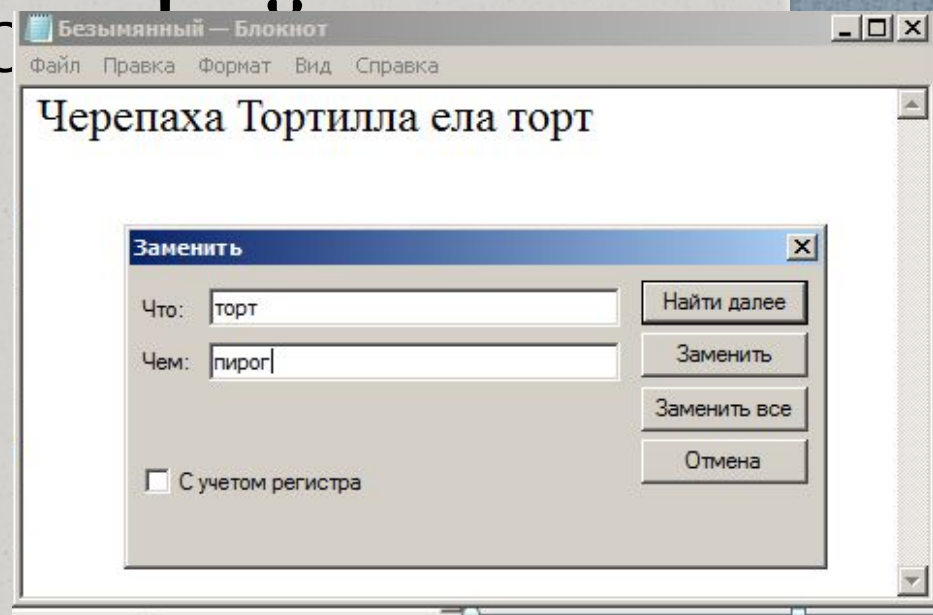 Безымянный — Блокнот
Файл Правка Формат Вид Справка
Черепаха Тортилла ела торт
Заменить
Что: торт
Найти далее
Чем: пирог
Заменить
Заменить все
Отмена
С учетом регистра